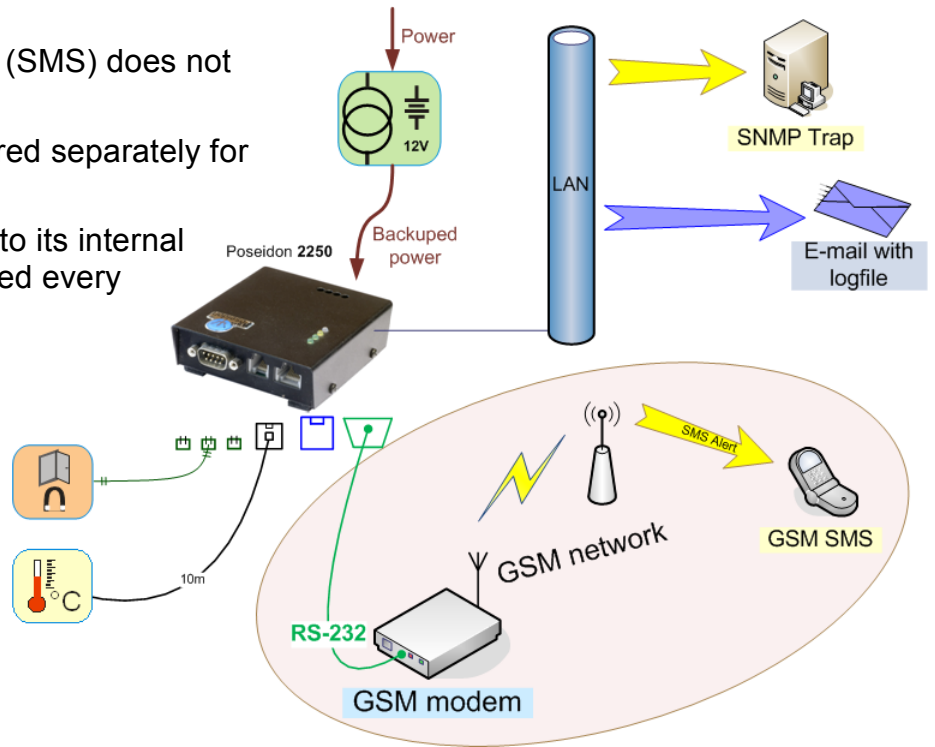 (SMS) does not
red separately for
to its internal
ed every
Power
12V
Backuped
power
Poseidon 2250
LAN
SNMP Trap
E-mail with
logfile
SMS Alert
GSM SMS
GSM network
10m
°C
RS-232
GSM modem